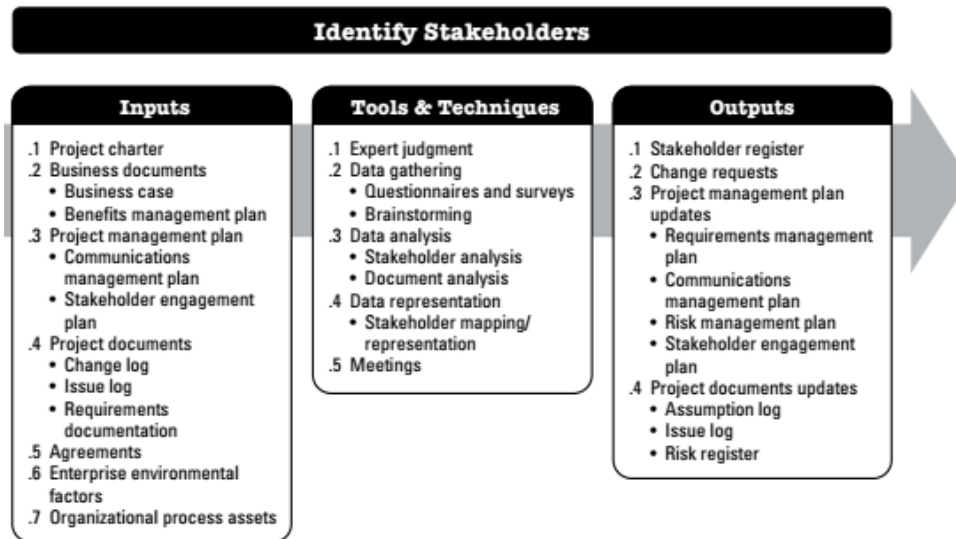 Identify Stakeholders
Inputs
.1 Project charter
.2 Business documents
• Business case
• Benefits management plan
.3 Project management plan
• Communications
management plan
• Stakeholder engagement
plan
.4 Project documents
• Change log
• Issue log
• Requirements
documentation
.5 Agreements
.6 Enterprise environmental
factors
.7 Organizational process assets
Tools & Techniques
.1 Expert judgment
.2 Data gathering
• Questionnaires and surveys
• Brainstorming
.3 Data analysis
• Stakeholder analysis
• Document analysis
.4 Data representation
• Stakeholder mapping/
representation
.5 Meetings
Outputs
.1 Stakeholder register
.2 Change requests
.3 Project management plan
updates
• Requirements management
plan
• Communications
management plan
• Risk management plan
• Stakeholder engagement
plan
.4 Project documents updates
• Assumption log
• Issue log
• Risk register